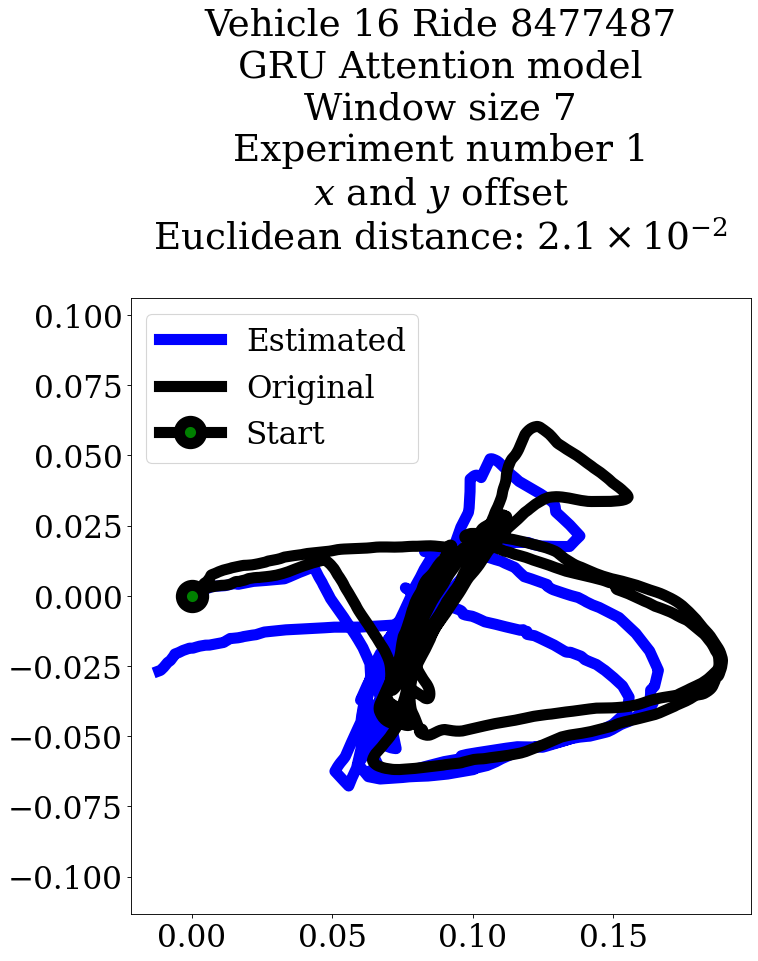 Vehicle 16 Ride 8477487
GRU Attention model
Window size 7
Experiment number 1
x and y offset
Euclidean distance: 2.1 × 10⁻²
Estimated
Original
Start
0.100
0.075
0.050
0.025
0.000
−0.025
−0.050
−0.075
−0.100
0.00 0.05 0.10 0.15